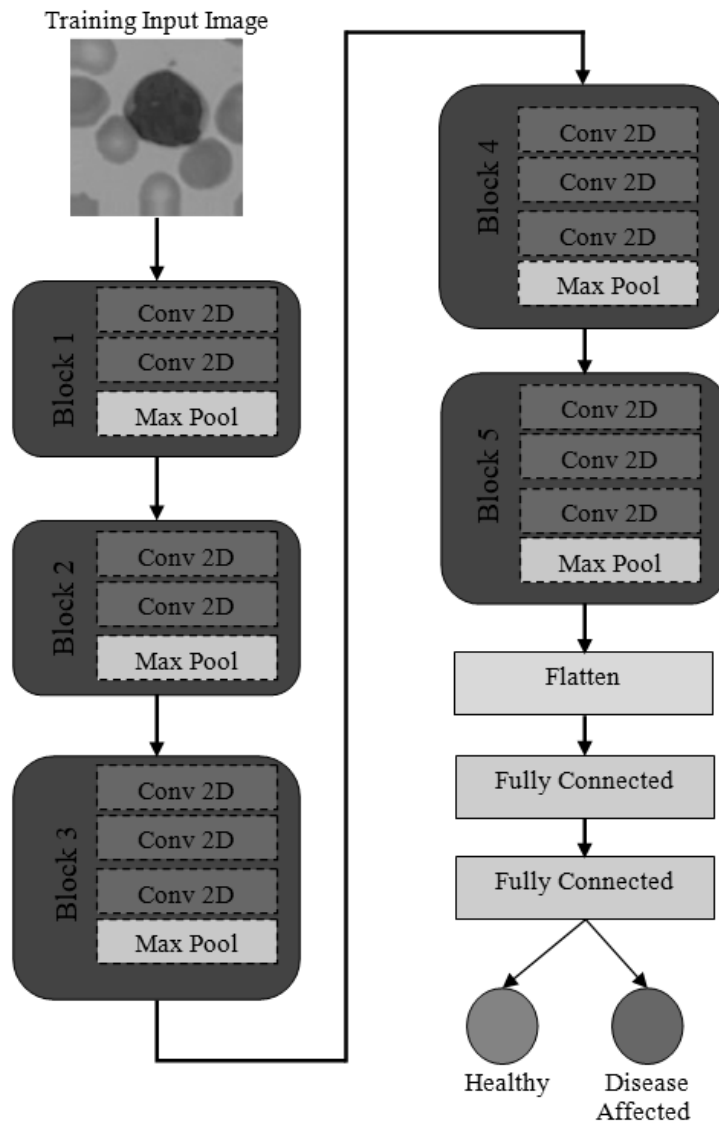 Training Input Image
Block 1
Conv 2D
Conv 2D
Max Pool
Block 2
Conv 2D
Conv 2D
Max Pool
Block 3
Conv 2D
Conv 2D
Conv 2D
Max Pool
Block 4
Conv 2D
Conv 2D
Conv 2D
Max Pool
Block 5
Conv 2D
Conv 2D
Conv 2D
Max Pool
Flatten
Fully Connected
Fully Connected
Healthy
Disease
Affected